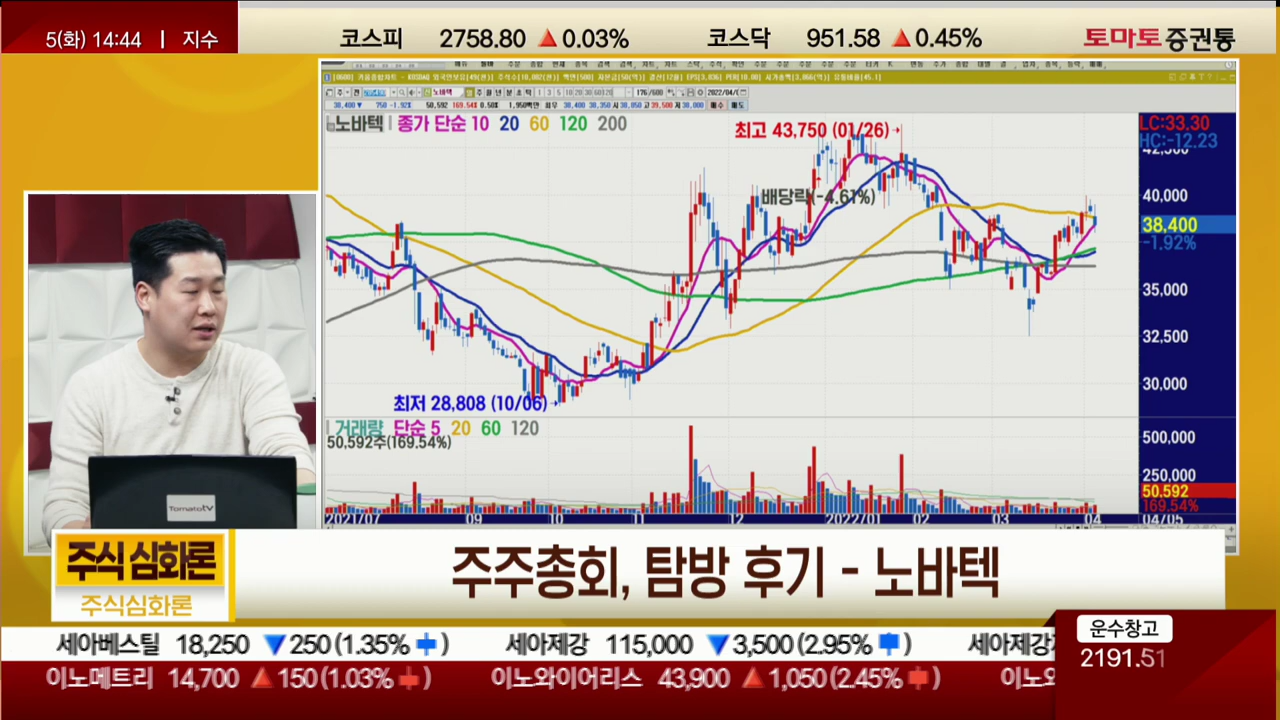 5(화) 14:44 | 지수
코스피 2758.80 ▲0.03%
코스닥 951.58 ▲0.45%
토마토증권통
노바텍 종가 단순 10 20 60 120 200
최고 43,750 (01/26)
배당락(-4.61%)
최저 28,808 (10/06)
LC:33.30
HC:-12.23
42,500
40,000
38,400
-1.92%
35,000
32,500
30,000
거래량 단순 5 20 60 120
50,592주(169.54%)
500,000
250,000
50,592
169.54%
2021/07 09 10 11 12 2022/01 02 03 04 04/05
TomatoTV
주식 심화론
주식심화론
주주총회, 탐방 후기 - 노바텍
세아베스틸 18,250 ▼250 (1.35% ) 세아제강 115,000 ▼3,500 (2.95% ) 세아제강
이노메트리 14,700 ▲150 (1.03% ) 이노와이어리스 43,900 ▲1,050 (2.45% ) 이노
운수창고
2191.51